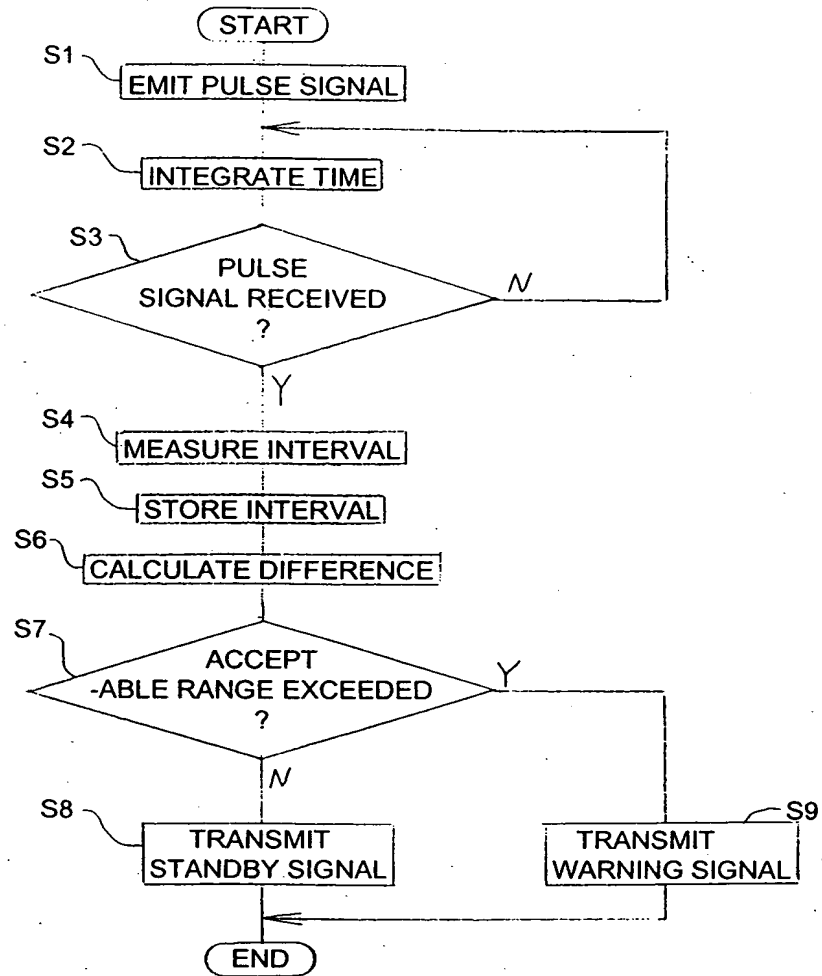 START
S1
EMIT PULSE SIGNAL
S2
INTEGRATE TIME
S3
PULSE
SIGNAL RECEIVED
?
N
Y
S4
MEASURE INTERVAL
S5
STORE INTERVAL
S6
CALCULATE DIFFERENCE
S7
ACCEPT
-ABLE RANGE EXCEEDED
?
Y
N
S8
TRANSMIT
STANDBY SIGNAL
S9
TRANSMIT
WARNING SIGNAL
END